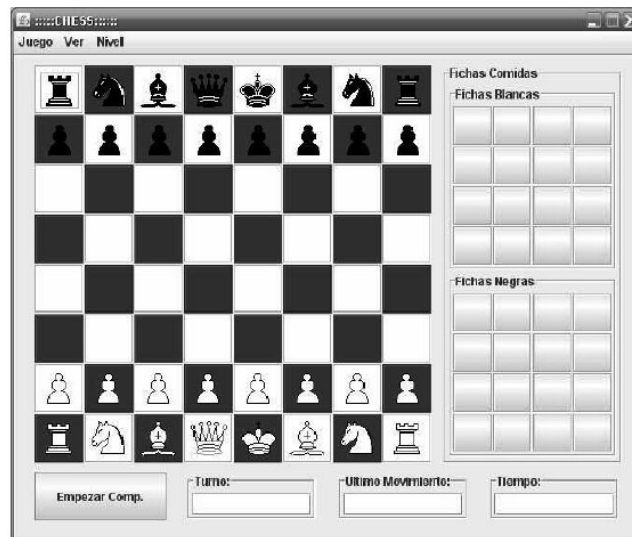 :::::CHESS::::::
Juego Ver Nivel
Fichas Comidas
Fichas Blancas
Fichas Negras
Empezar Comp.
Turno:
Ultimo Movimiento:
Tiempo: